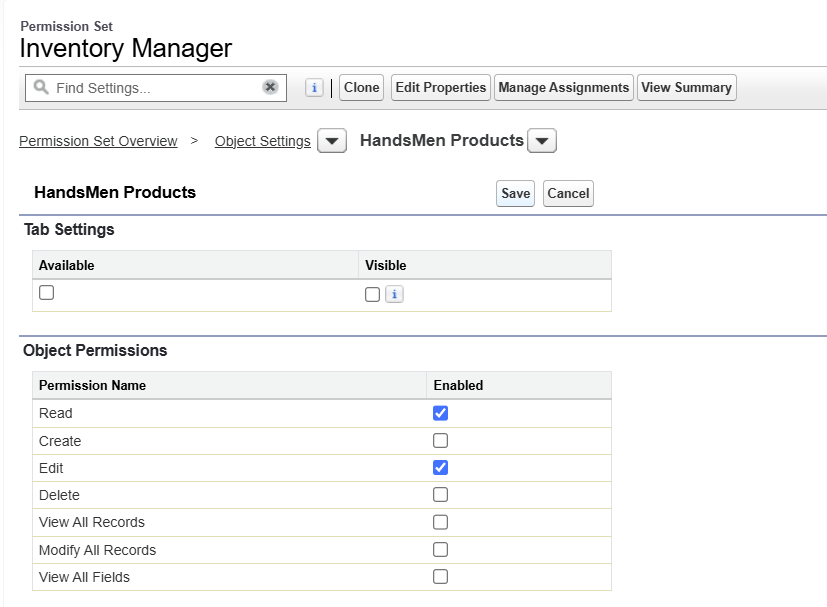 Permission Set
Inventory Manager
Find Settings... i Clone Edit Properties Manage Assignments View Summary
Permission Set Overview > Object Settings HandsMen Products
HandsMen Products Save Cancel
Tab Settings
Available Visible
i
Object Permissions
Permission Name Enabled
Read
Create
Edit
Delete
View All Records
Modify All Records
View All Fields